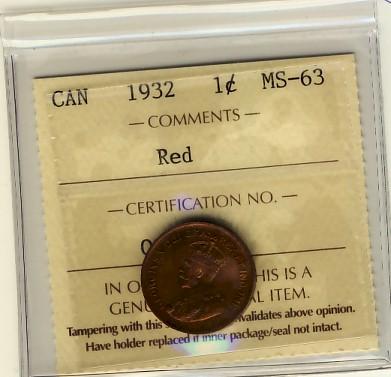 CAN 1932 1¢ MS-63
— COMMENTS —
Red
— CERTIFICATION NO. —
IN HIS IS A
ITEM.
Tampering with this validates above opinion.
Have holder replaced if inner package/seal not intact.